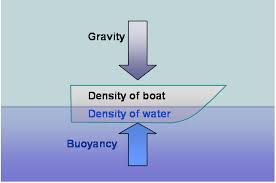 Gravity
Density of boat
Density of water
Buoyancy